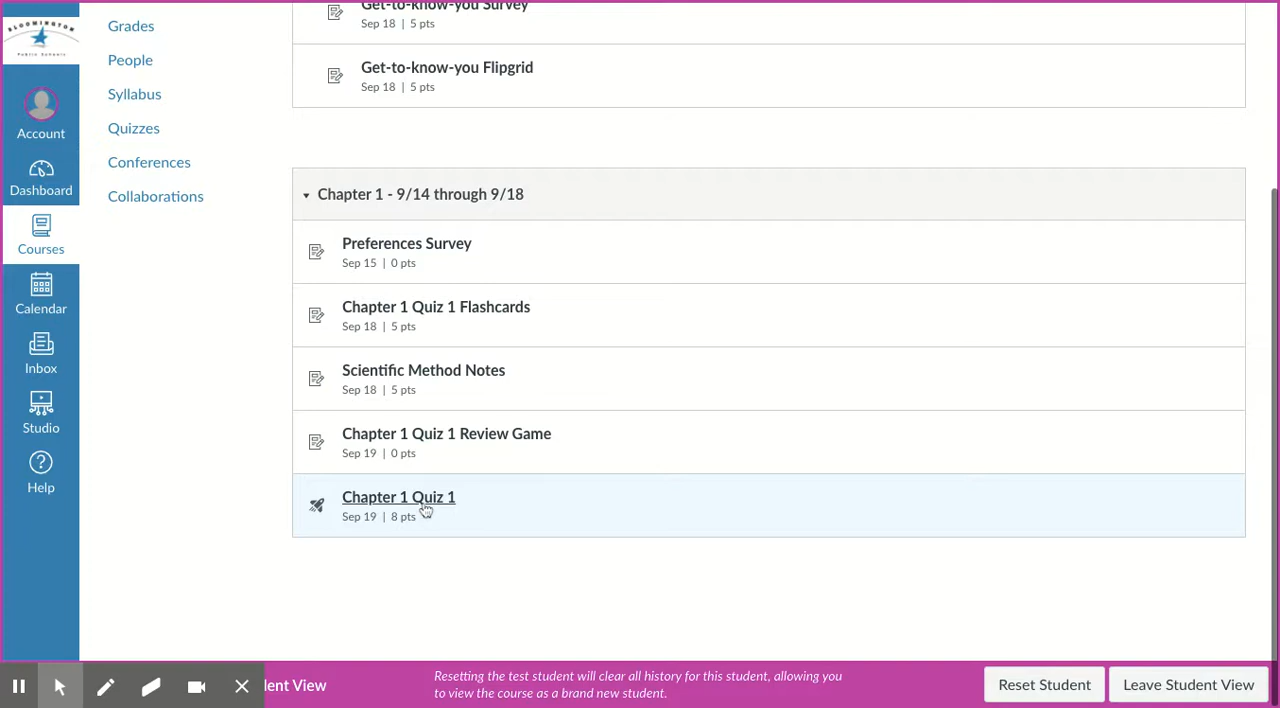 BLOOMINGTON
PUBLIC SCHOOLS
Account
Dashboard
Courses
Calendar
Inbox
Studio
?
Help
Grades
People
Syllabus
Quizzes
Conferences
Collaborations
Get-to-know-you Survey
Sep 18 | 5 pts
Get-to-know-you Flipgrid
Sep 18 | 5 pts
Chapter 1 - 9/14 through 9/18
Preferences Survey
Sep 15 | 0 pts
Chapter 1 Quiz 1 Flashcards
Sep 18 | 5 pts
Scientific Method Notes
Sep 18 | 5 pts
Chapter 1 Quiz 1 Review Game
Sep 19 | 0 pts
Chapter 1 Quiz 1
Sep 19 | 8 pts
dent View
Resetting the test student will clear all history for this student, allowing you
to view the course as a brand new student.
Reset Student
Leave Student View